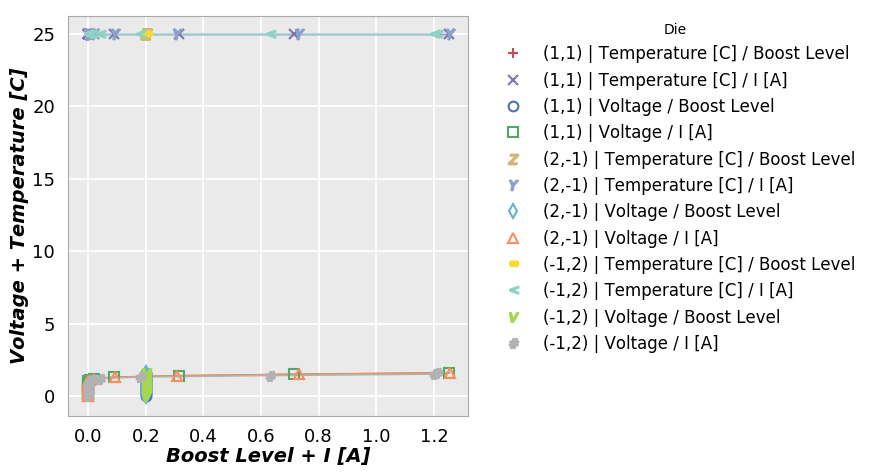 25
20
15
10
5
0
Voltage + Temperature [C]
0.0 0.2 0.4 0.6 0.8 1.0 1.2
Boost Level + I [A]
Die
(1,1) | Temperature [C] / Boost Level
(1,1) | Temperature [C] / I [A]
(1,1) | Voltage / Boost Level
(1,1) | Voltage / I [A]
(2,-1) | Temperature [C] / Boost Level
(2,-1) | Temperature [C] / I [A]
(2,-1) | Voltage / Boost Level
(2,-1) | Voltage / I [A]
(-1,2) | Temperature [C] / Boost Level
(-1,2) | Temperature [C] / I [A]
(-1,2) | Voltage / Boost Level
(-1,2) | Voltage / I [A]